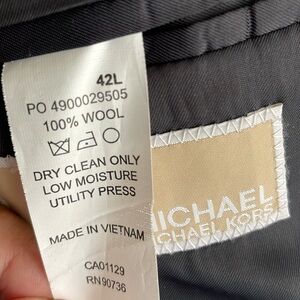 42L
PO 4900029505
100% WOOL
DRY CLEAN ONLY
LOW MOISTURE
UTILITY PRESS
MADE IN VIETNAM
CA01129
RN90736
MICHAEL
MICHAEL KORS